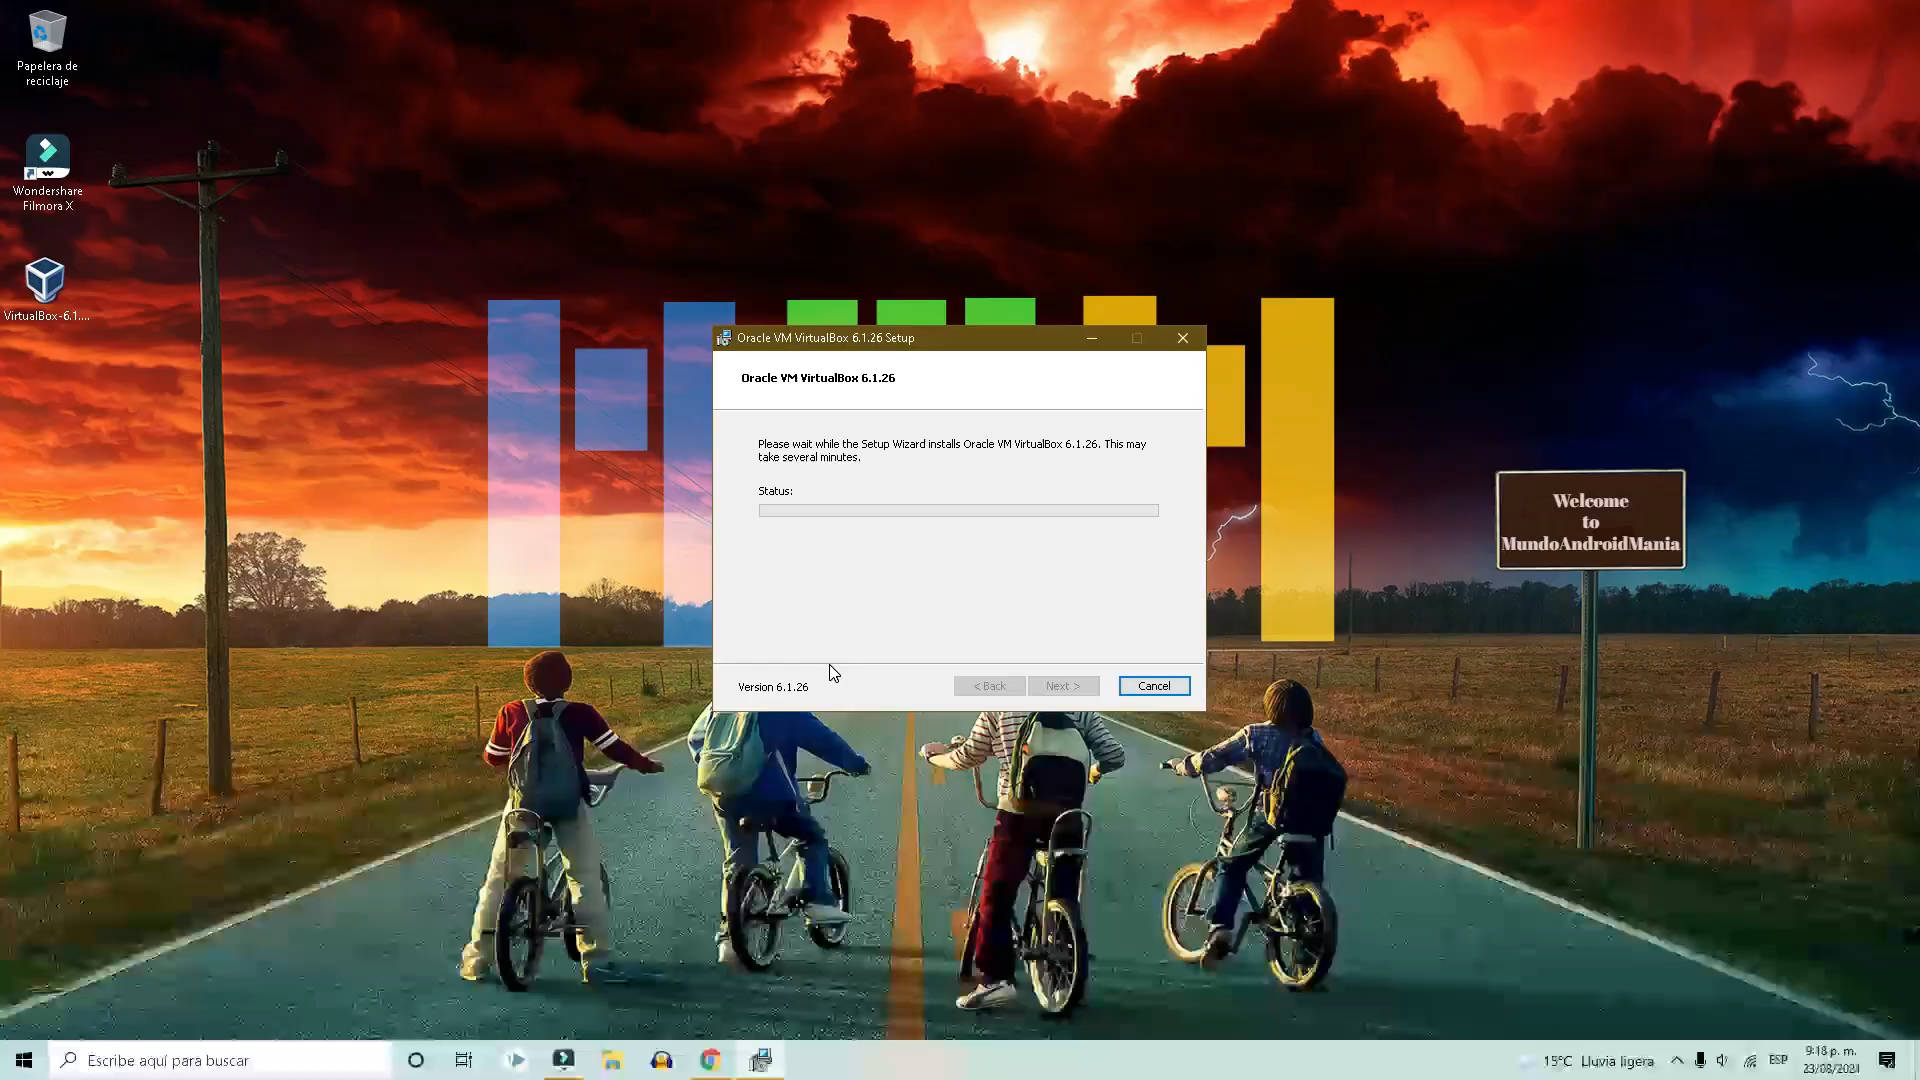 Papelera de
reciclaje
Wondershare
Filmora X
VirtualBox-6.1....
Oracle VM VirtualBox 6.1.26 Setup
Oracle VM VirtualBox 6.1.26
Please wait while the Setup Wizard installs Oracle VM VirtualBox 6.1.26. This may
take several minutes.
Status:
Version 6.1.26
< Back
Next >
Cancel
Welcome
to
MundoAndroidMania
Escribe aquí para buscar
15°C Lluvia ligera
ESP
9:18 p. m.
23/08/2021